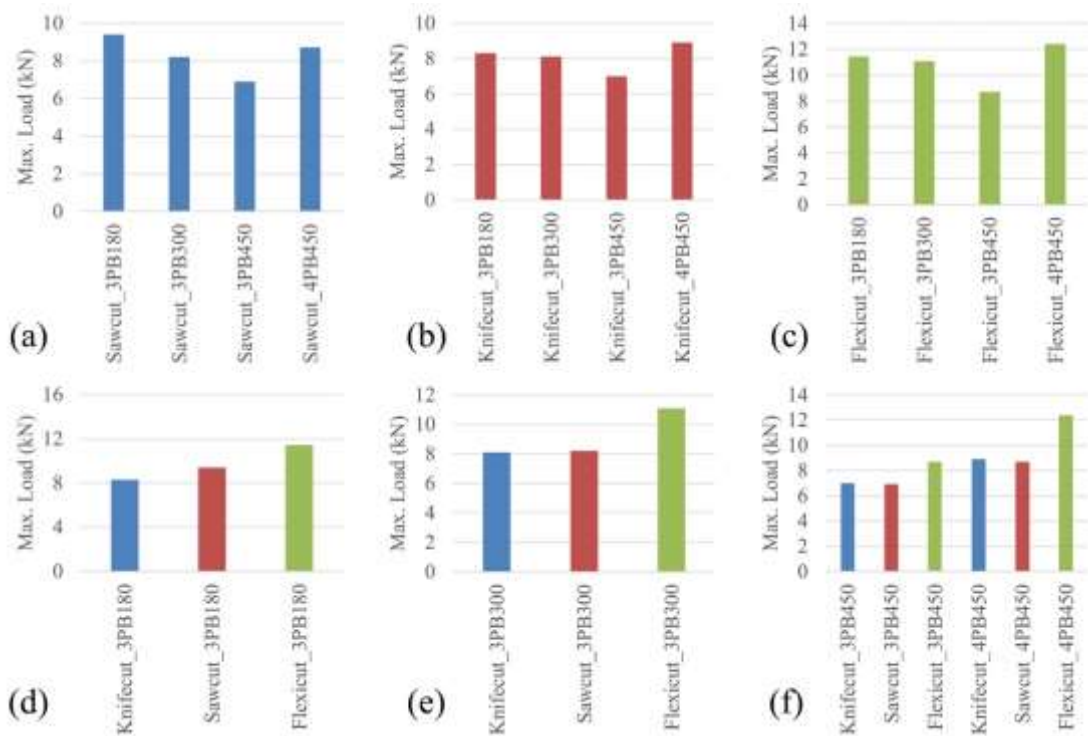 Max. Load (kN)
10
8
6
4
2
0
Sawcut_3PB180
Sawcut_3PB300
Sawcut_3PB450
Sawcut_4PB450
(a)
Max. Load (kN)
10
8
6
4
2
0
Knifecut_3PB180
Knifecut_3PB300
Knifecut_3PB450
Knifecut_4PB450
(b)
Max. Load (kN)
14
12
10
8
6
4
2
0
Flexicut_3PB180
Flexicut_3PB300
Flexicut_3PB450
Flexicut_4PB450
(c)
Max. Load (kN)
16
12
8
4
0
Knifecut_3PB180
Sawcut_3PB180
Flexicut_3PB180
(d)
Max. Load (kN)
12
10
8
6
4
2
0
Knifecut_3PB300
Sawcut_3PB300
Flexicut_3PB300
(e)
Max. Load (kN)
14
12
10
8
6
4
2
0
Knifecut_3PB450
Sawcut_3PB450
Flexicut_3PB450
Knifecut_4PB450
Sawcut_4PB450
Flexicut_4PB450
(f)